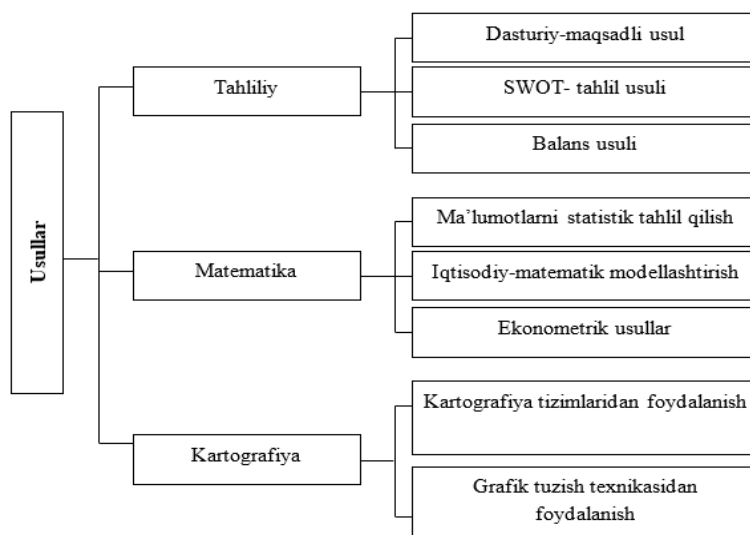 Usullar
Tahliliy
Dasturiy-maqsadli usul
SWOT- tahlil usuli
Balans usuli
Matematika
Ma’lumotlarni statistik tahlil qilish
Iqtisodiy-matematik modellashtirish
Ekonometrik usullar
Kartografiya
Kartografiya tizimlaridan foydalanish
Grafik tuzish texnikasidan
foydalanish